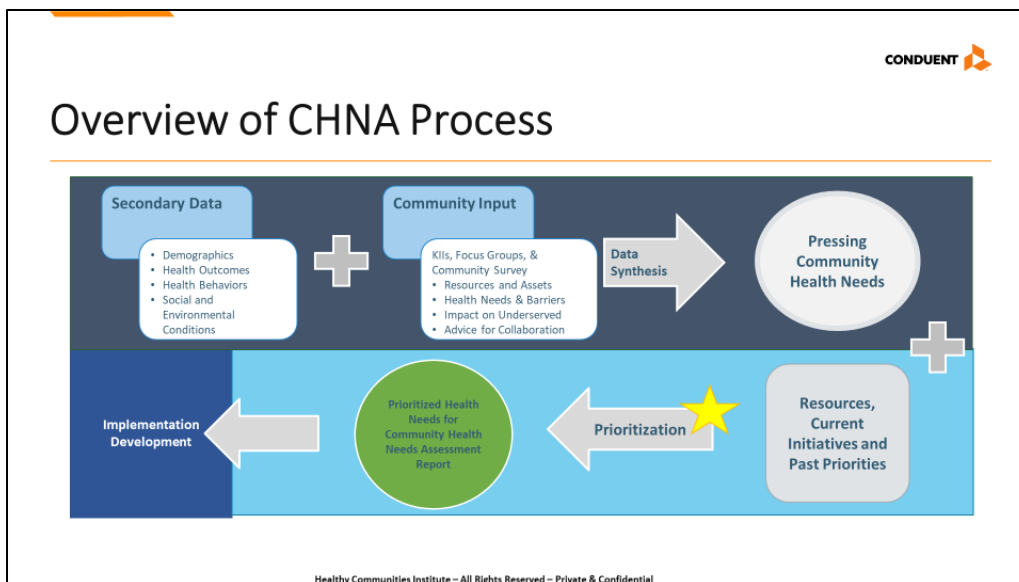 CONDUENT
Overview of CHNA Process
Secondary Data
• Demographics
• Health Outcomes
• Health Behaviors
• Social and
Environmental
Conditions
Community Input
KIIs, Focus Groups, &
Community Survey
• Resources and Assets
• Health Needs & Barriers
• Impact on Underserved
• Advice for Collaboration
Data
Synthesis
Pressing
Community
Health Needs
Resources,
Current
Initiatives and
Past Priorities
Prioritization
Prioritized Health
Needs for
Community Health
Needs Assessment
Report
Implementation
Development
Healthy Communities Institute – All Rights Reserved – Private & Confidential